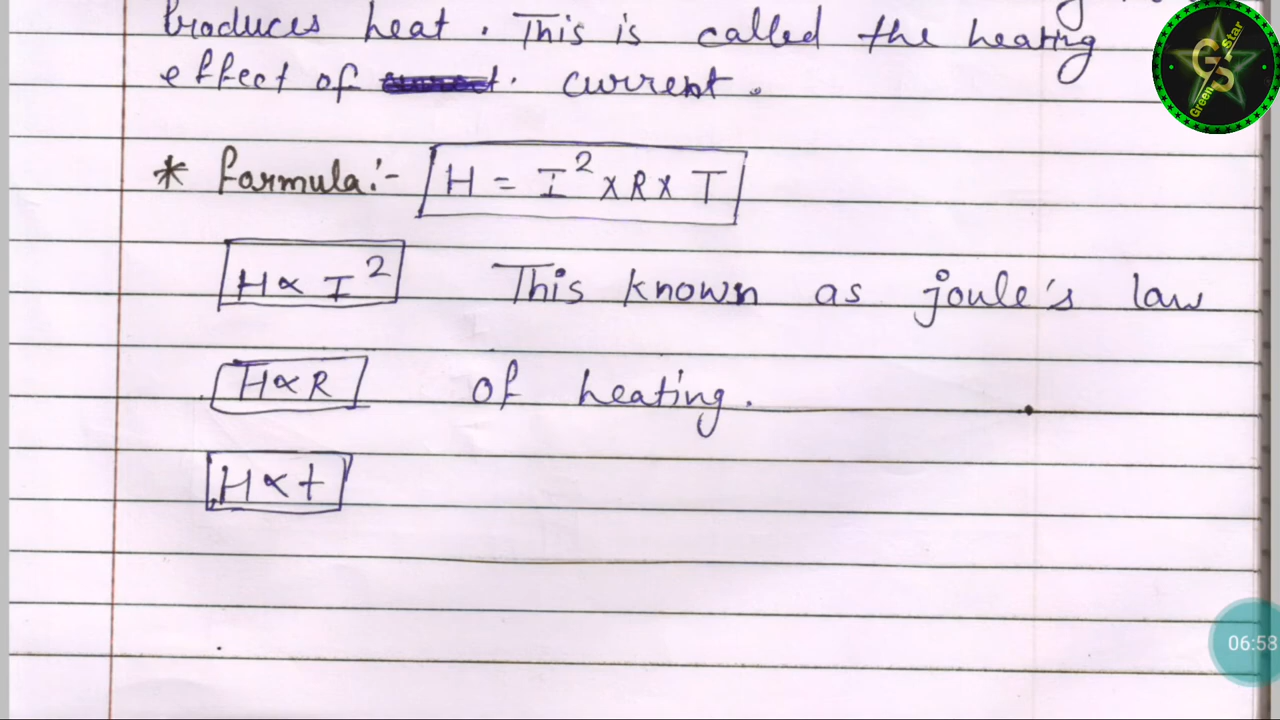 produces heat. This is called the heating
effect of current.
* Formula:- H = I² × R × T
H ∝ I² This known as joule's law
H ∝ R of heating.
H ∝ t
GS
Green Star
06:58